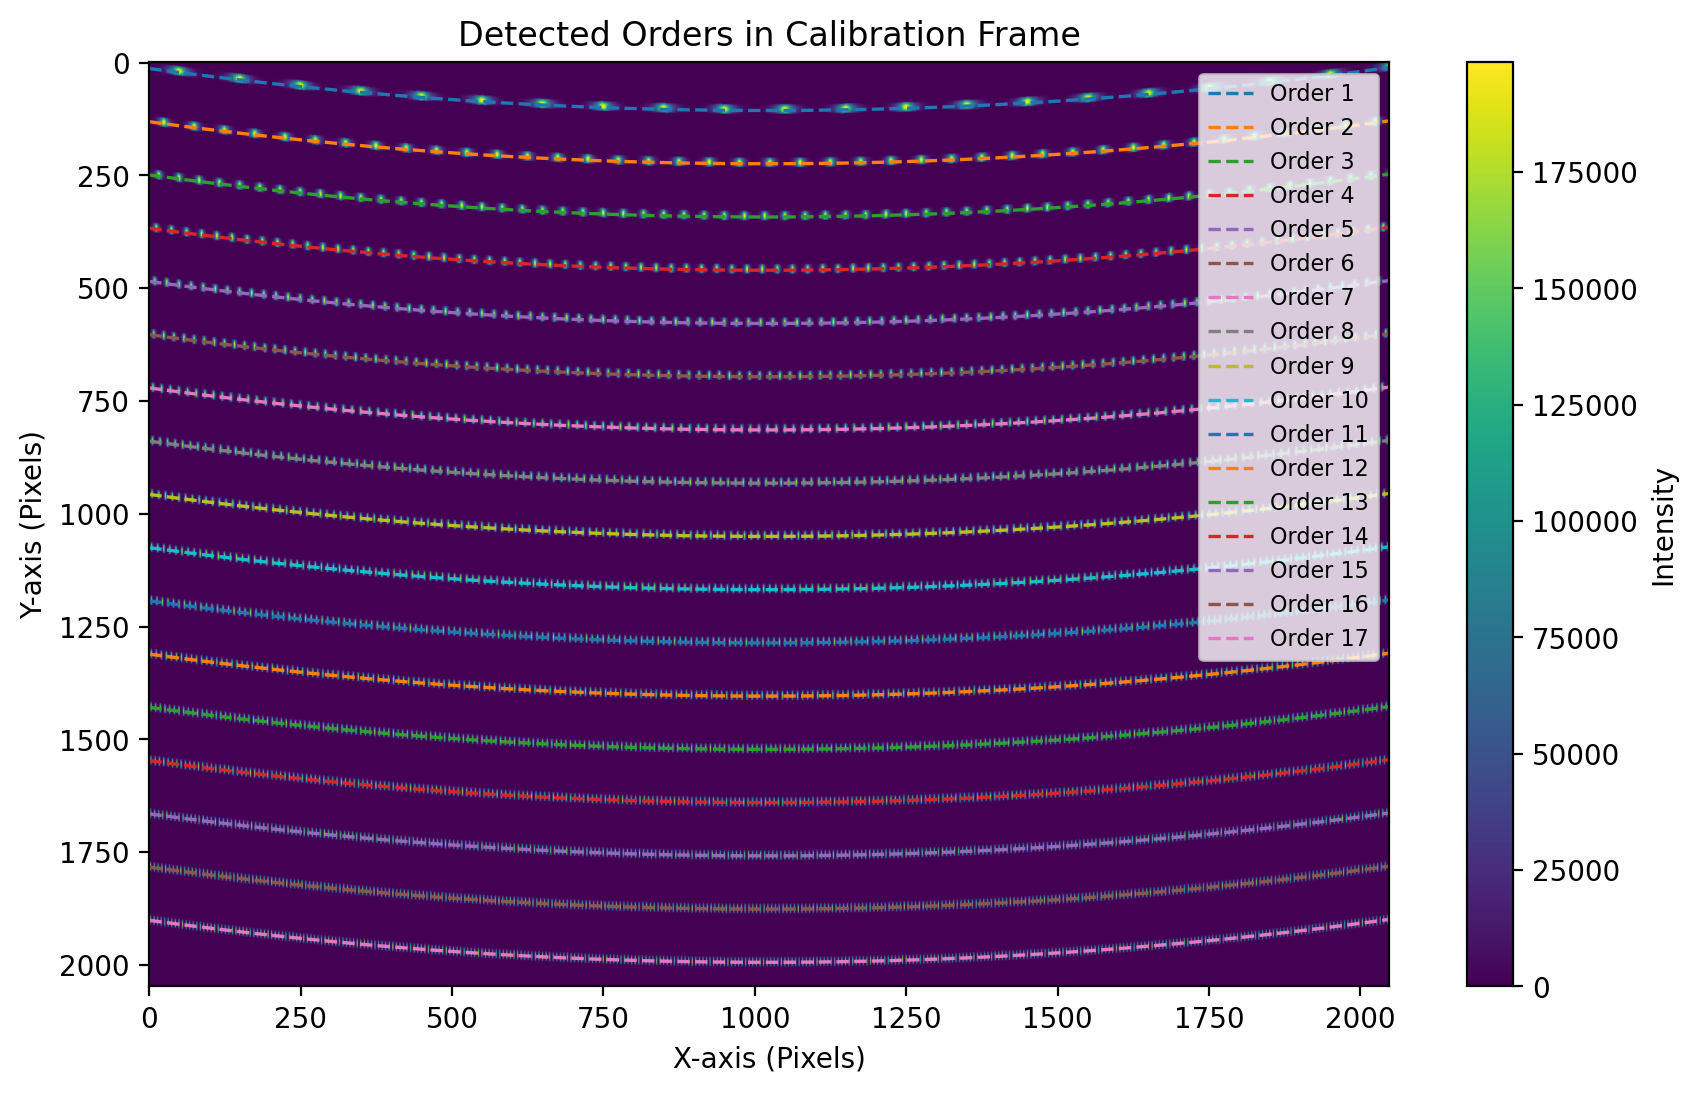 Detected Orders in Calibration Frame
0
250
500
750
1000
1250
1500
1750
2000
Y-axis (Pixels)
0
250
500
750
1000
1250
1500
1750
2000
X-axis (Pixels)
Order 1
Order 2
Order 3
Order 4
Order 5
Order 6
Order 7
Order 8
Order 9
Order 10
Order 11
Order 12
Order 13
Order 14
Order 15
Order 16
Order 17
175000
150000
125000
100000
75000
50000
25000
0
Intensity